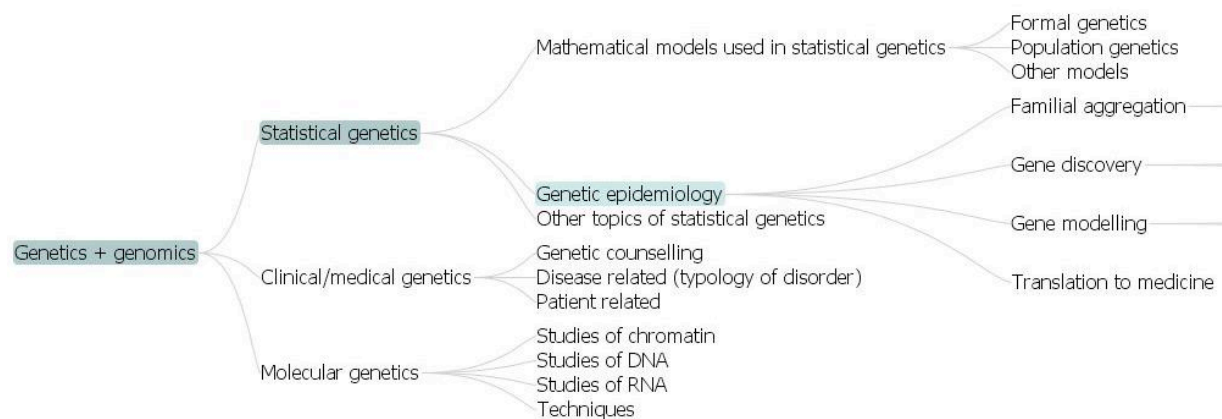 Genetics + genomics
Statistical genetics
Mathematical models used in statistical genetics
Formal genetics
Population genetics
Other models
Genetic epidemiology
Familial aggregation
Gene discovery
Gene modelling
Translation to medicine
Other topics of statistical genetics
Clinical/medical genetics
Genetic counselling
Disease related (typology of disorder)
Patient related
Molecular genetics
Studies of chromatin
Studies of DNA
Studies of RNA
Techniques